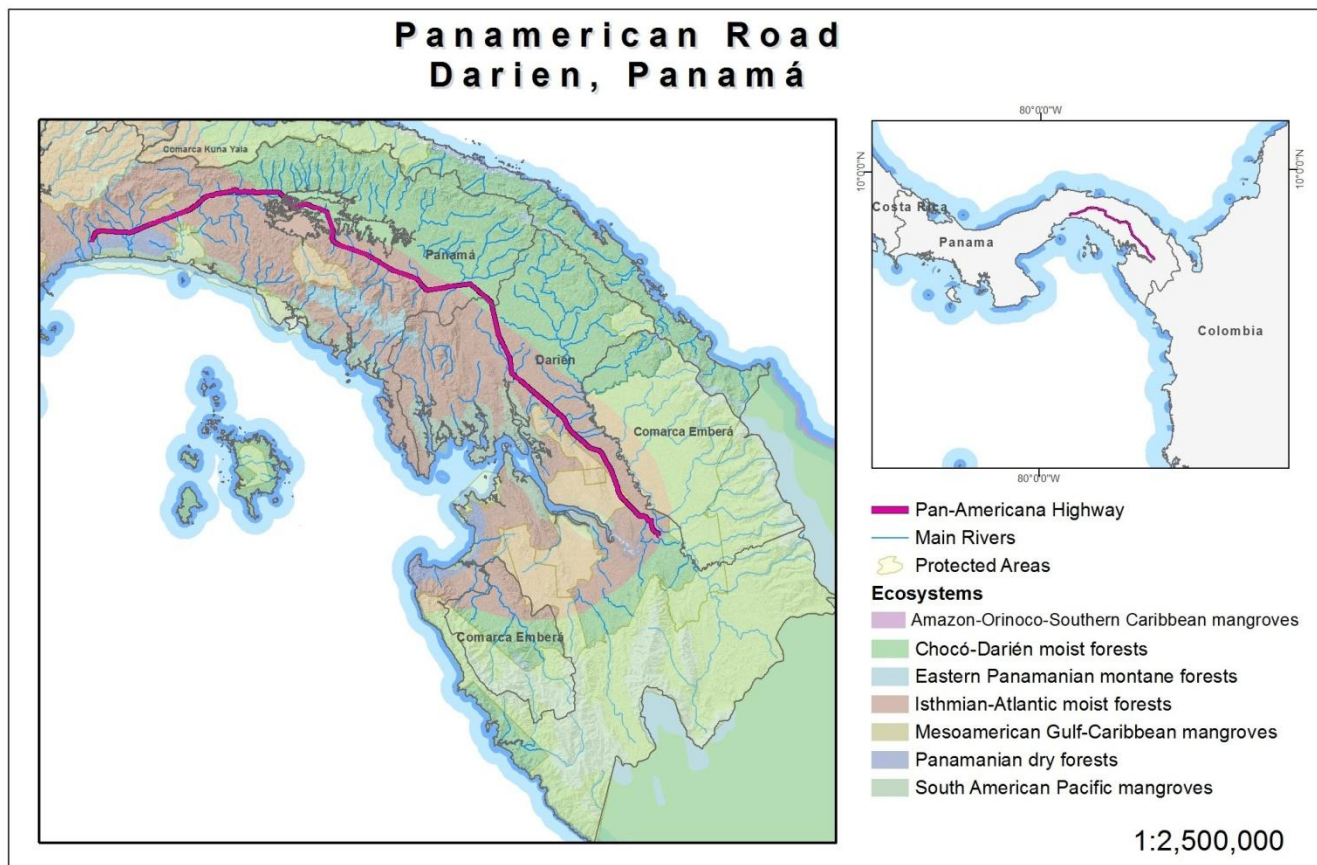 Panamerican Road
Darien, Panamá
Comarca Kuna Yala
Panamá
Darién
Comarca Emberá
Comarca Emberá
80°0'0"W
10°0'0"N
10°0'0"N
Costa Rica
Panama
Colombia
80°0'0"W
Pan-Americana Highway
Main Rivers
Protected Areas
Ecosystems
Amazon-Orinoco-Southern Caribbean mangroves
Chocó-Darién moist forests
Eastern Panamanian montane forests
Isthmian-Atlantic moist forests
Mesoamerican Gulf-Caribbean mangroves
Panamanian dry forests
South American Pacific mangroves
1:2,500,000